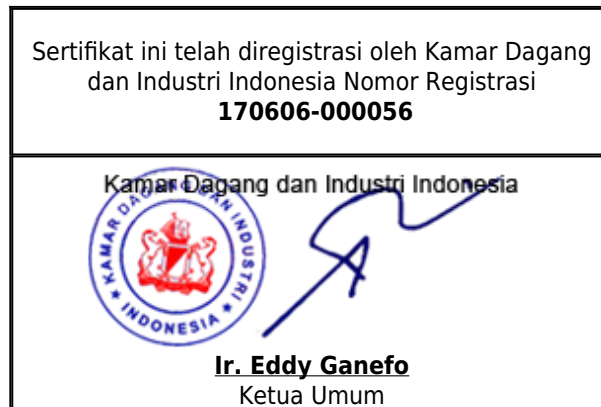 Sertifikat ini telah diregistrasi oleh Kamar Dagang
dan Industri Indonesia Nomor Registrasi
170606-000056
Kamar Dagang dan Industri Indonesia
KAMAR DAGANG DAN INDUSTRI
INDONESIA
Ir. Eddy Ganefo
Ketua Umum